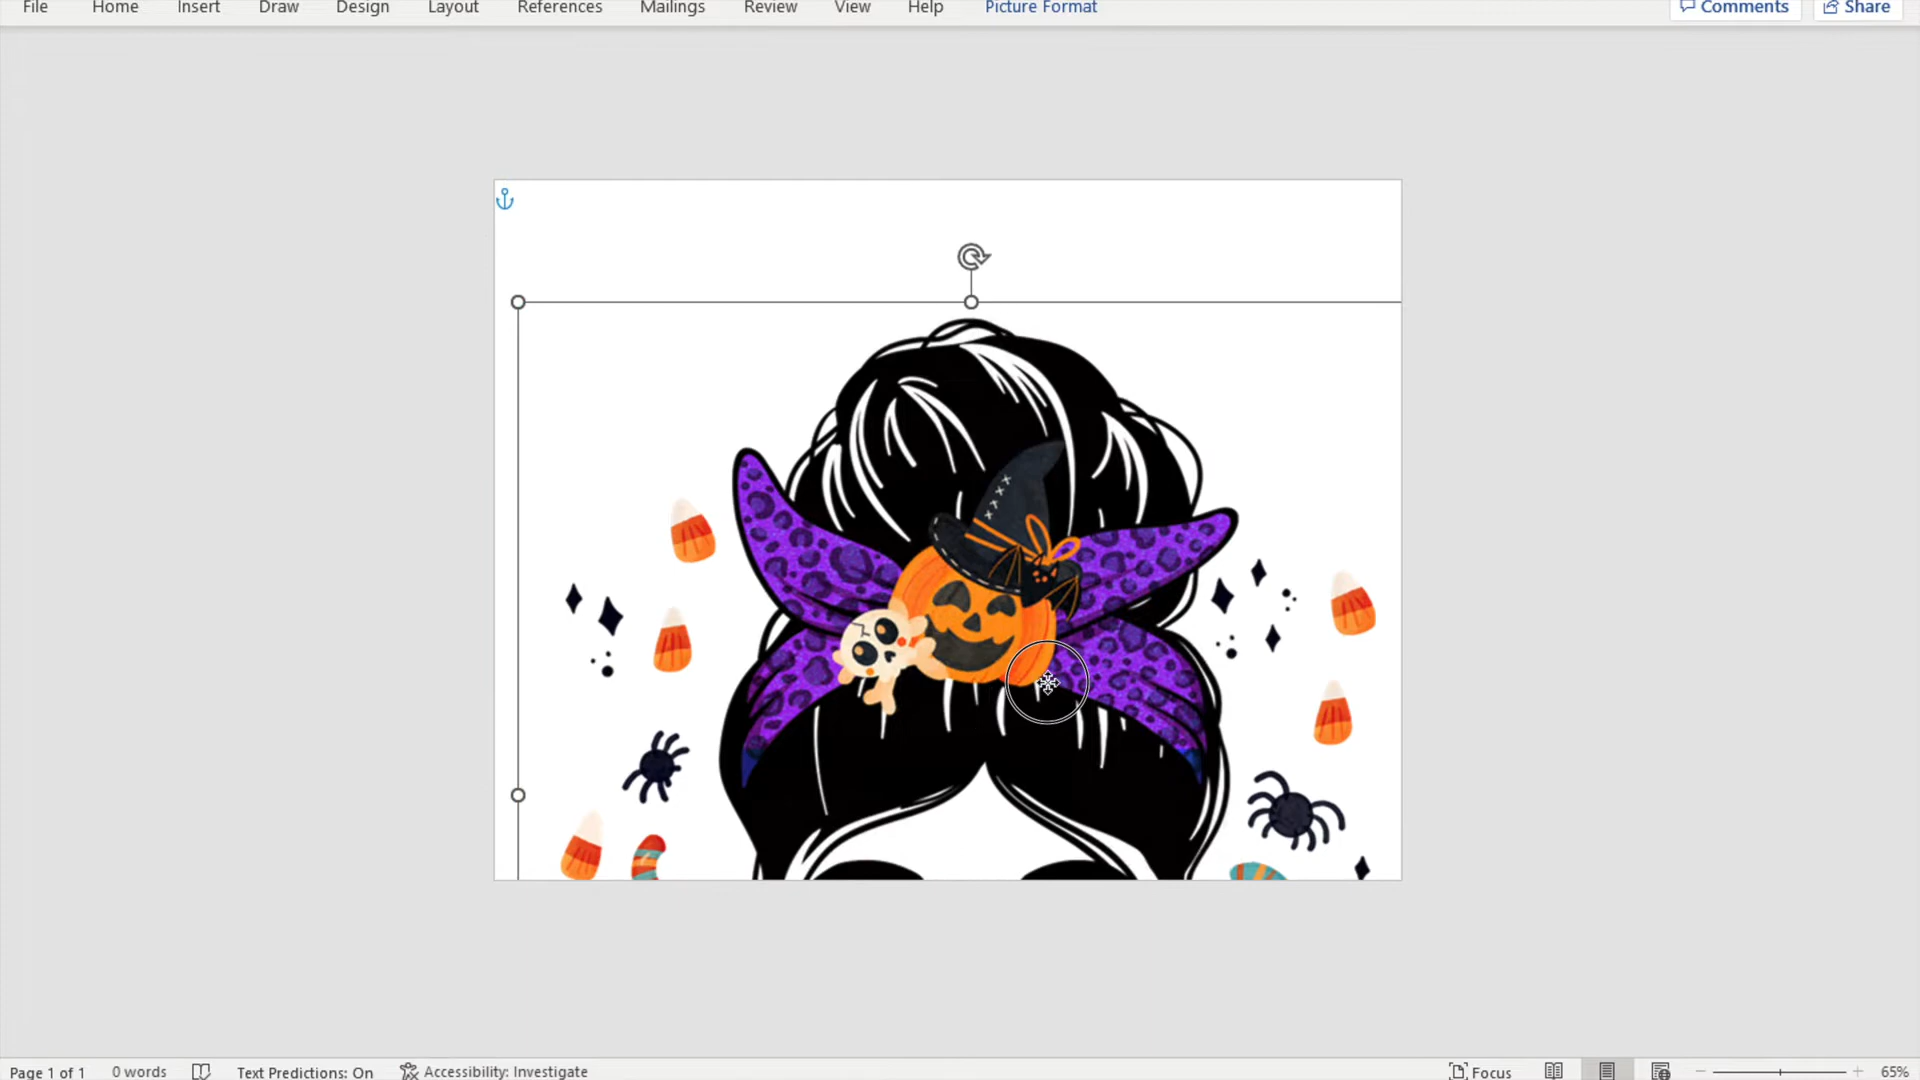 File Home Insert Draw Design Layout References Mailings Review View Help Picture Format Comments Share
Page 1 of 1 0 words Text Predictions: On Accessibility: Investigate Focus 65%